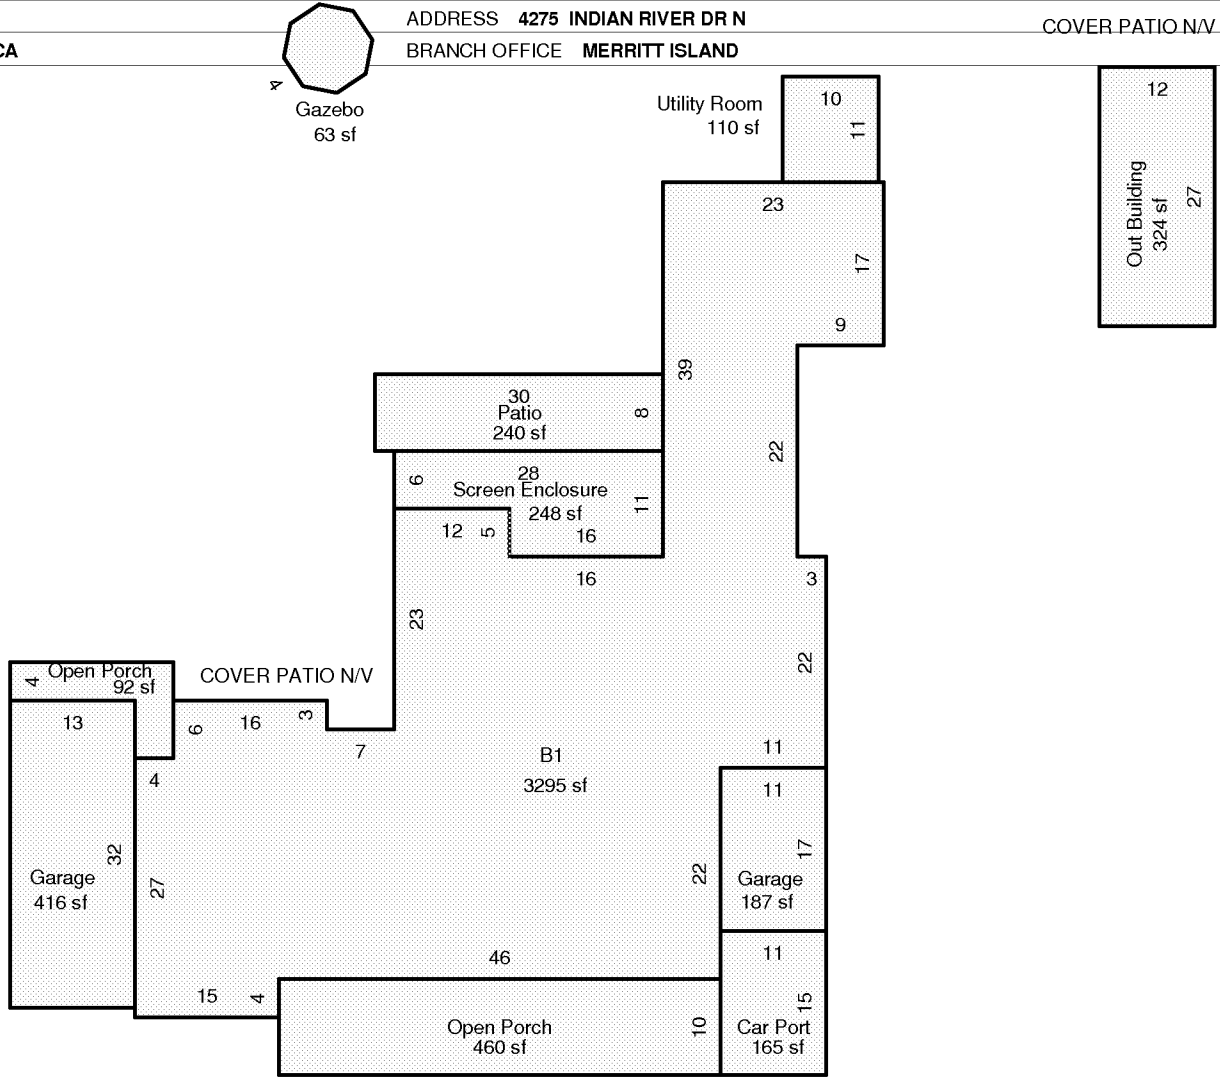 ADDRESS 4275 INDIAN RIVER DR N
COVER PATIO N/V
CA
BRANCH OFFICE MERRITT ISLAND
4
Gazebo
63 sf
Utility Room
110 sf
10
11
12
27
Out Building
324 sf
23
17
9
39
22
30
Patio
240 sf
8
6
28
Screen Enclosure
248 sf
11
16
12
5
16
3
23
22
Open Porch
92 sf
4
COVER PATIO N/V
13
6
16
3
7
4
B1
3295 sf
11
11
32
Garage
416 sf
27
22
17
Garage
187 sf
46
11
15
4
15
Open Porch
460 sf
10
Car Port
165 sf